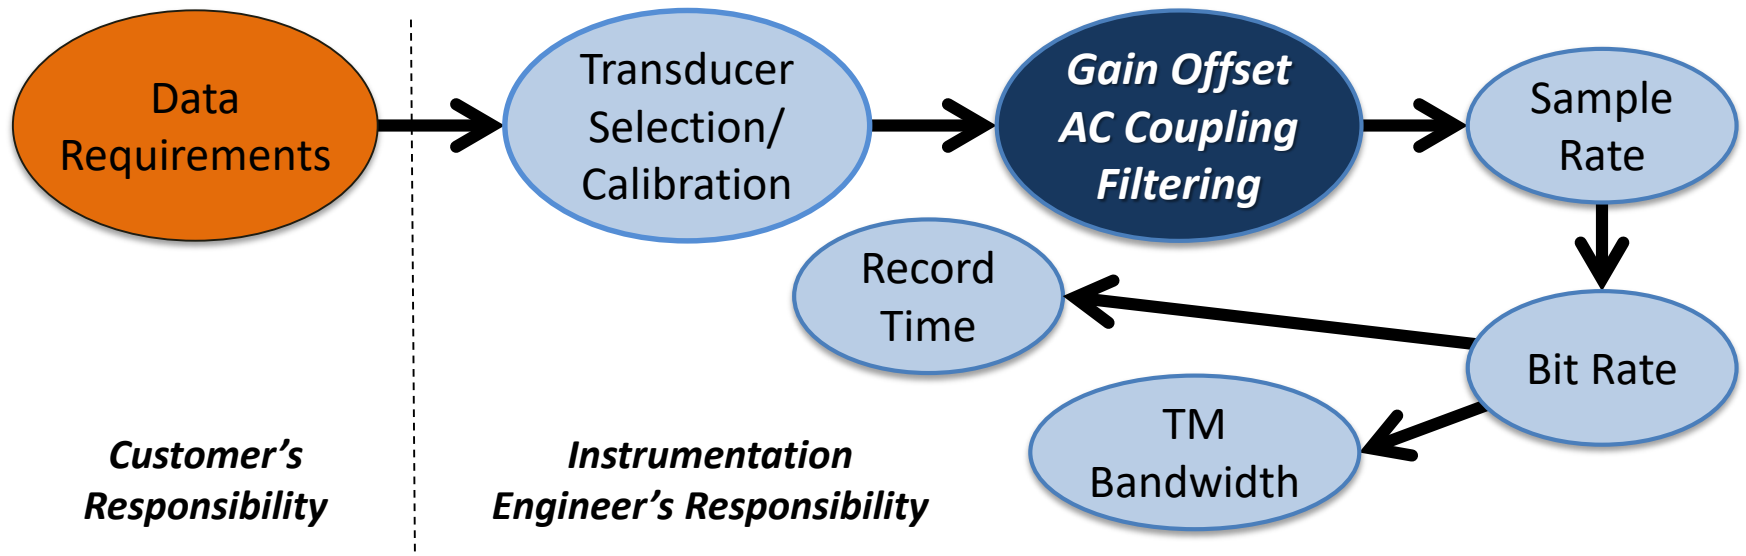 Data
Requirements
Transducer
Selection/
Calibration
Gain Offset
AC Coupling
Filtering
Sample
Rate
Record
Time
Bit Rate
TM
Bandwidth
Customer’s
Responsibility
Instrumentation
Engineer’s Responsibility